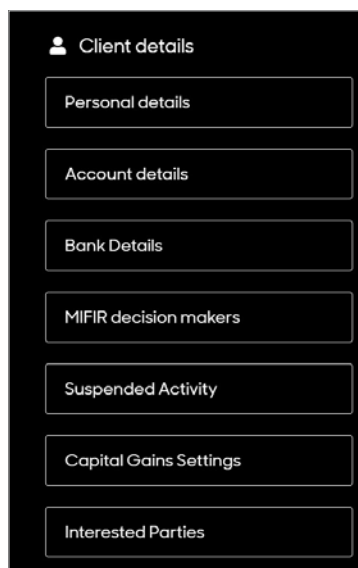 Client details
Personal details
Account details
Bank Details
MIFIR decision makers
Suspended Activity
Capital Gains Settings
Interested Parties